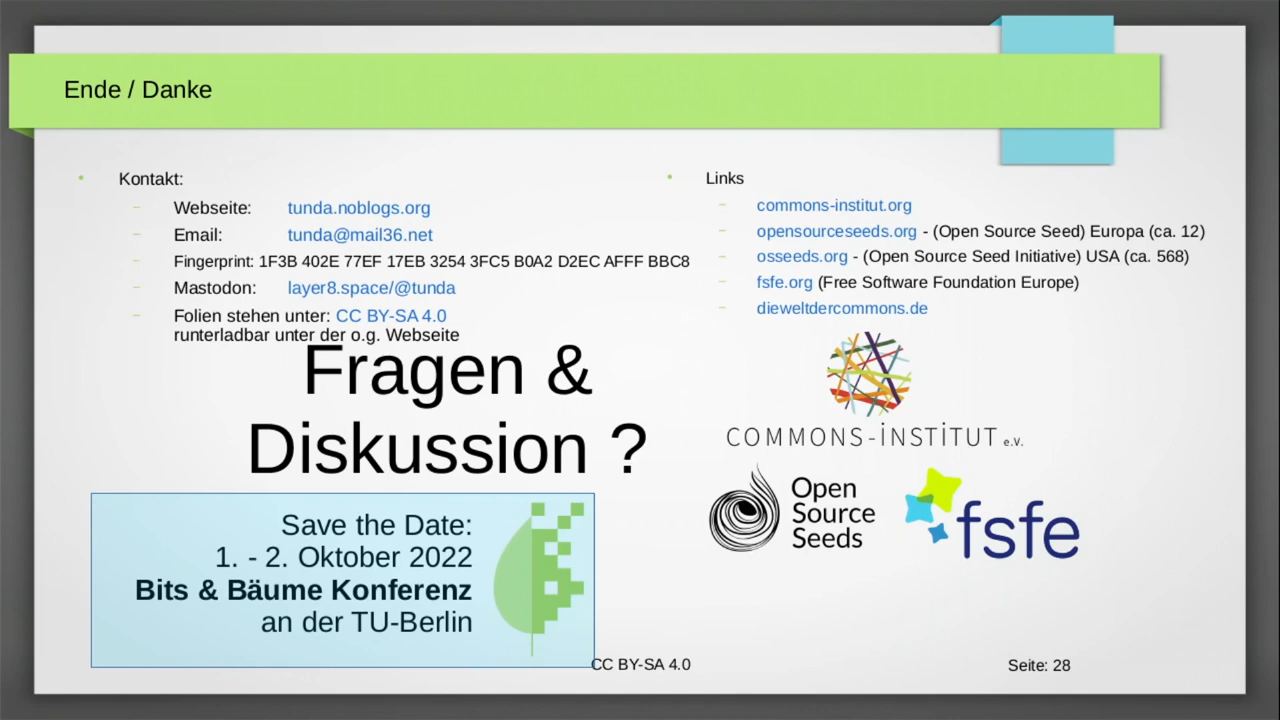 Ende / Danke
Kontakt:
Webseite: tunda.noblogs.org
Email: tunda@mail36.net
Fingerprint: 1F3B 402E 77EF 17EB 3254 3FC5 B0A2 D2EC AFFF BBC8
Mastodon: layer8.space/@tunda
Folien stehen unter: CC BY-SA 4.0
runterladbar unter der o.g. Webseite
Fragen &
Diskussion ?
Save the Date:
1. - 2. Oktober 2022
Bits & Bäume Konferenz
an der TU-Berlin
Links
commons-institut.org
opensourceseeds.org - (Open Source Seed) Europa (ca. 12)
osseeds.org - (Open Source Seed Initiative) USA (ca. 568)
fsfe.org (Free Software Foundation Europe)
dieweltdercommons.de
COMMONS-INSTITUT e.V.
Open
Source
Seeds
fsfe
CC BY-SA 4.0
Seite: 28